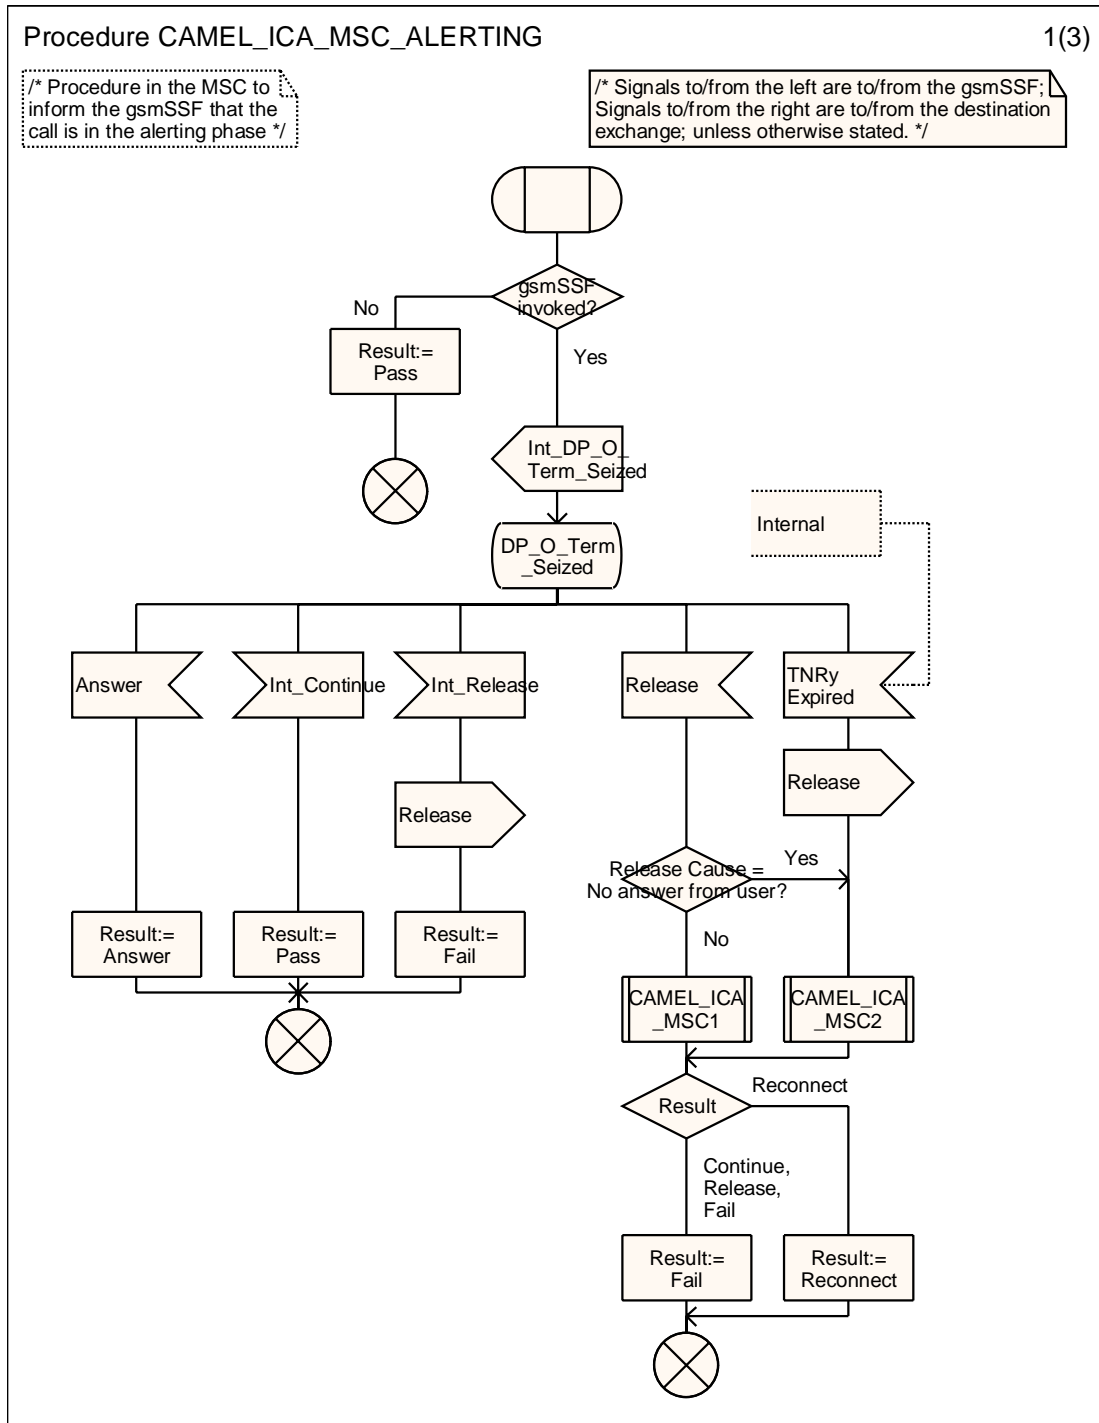 Procedure CAMEL_ICA_MSC_ALERTING
1(3)
/* Procedure in the MSC to
inform the gsmSSF that the
call is in the alerting phase */
/* Signals to/from the left are to/from the gsmSSF;
Signals to/from the right are to/from the destination
exchange; unless otherwise stated. */
gsmSSF
invoked?
No
Yes
Result:=
Pass
Int_DP_O_
Term_Seized
Internal
DP_O_Term
_Seized
Answer
Int_Continue
Int_Release
Release
TNRy
Expired
Release
Release
Release Cause =
No answer from user?
Yes
No
Result:=
Answer
Result:=
Pass
Result:=
Fail
CAMEL_ICA
_MSC1
CAMEL_ICA
_MSC2
Result
Reconnect
Continue,
Release,
Fail
Result:=
Fail
Result:=
Reconnect